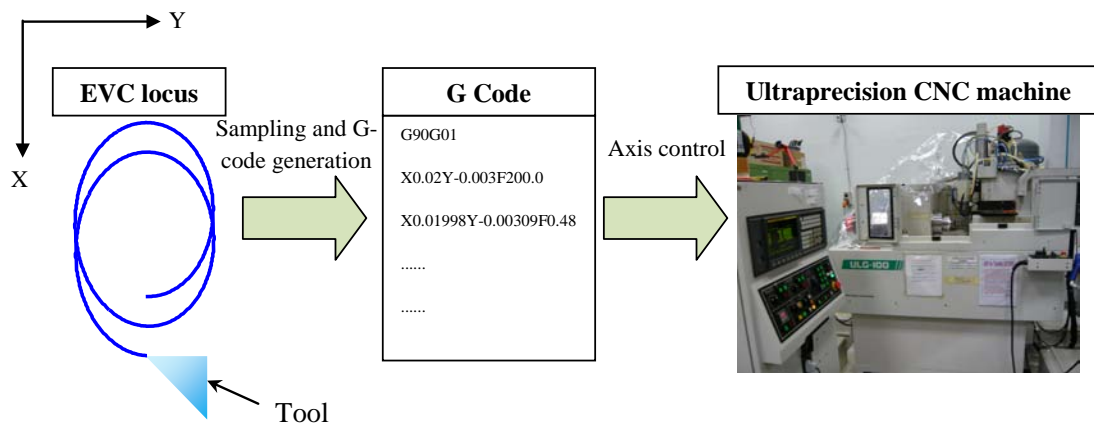 Y
X
EVC locus
Sampling and G-
code generation
Tool
G Code
G90G01
X0.02Y-0.003F200.0
X0.01998Y-0.00309F0.48
......
......
Axis control
Ultraprecision CNC machine
ULG-100